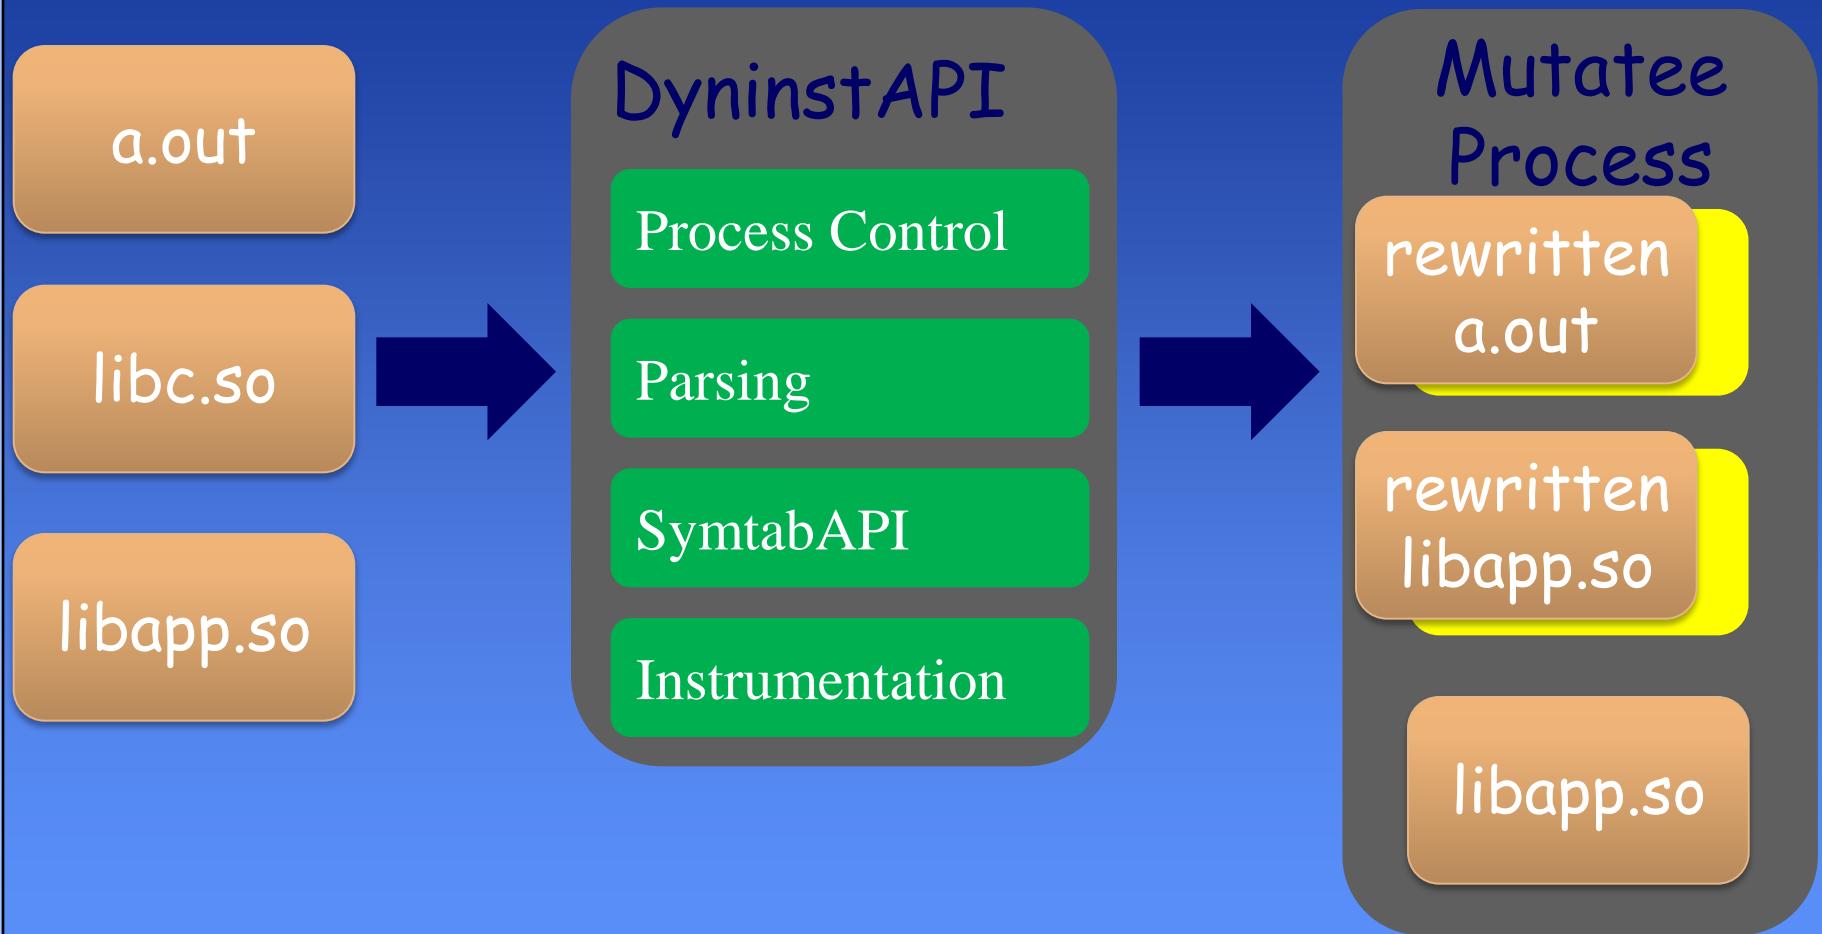 a.out
libc.so
libapp.so
DyninstAPI
Process Control
Parsing
SymtabAPI
Instrumentation
Mutatee
Process
rewritten
a.out
rewritten
libapp.so
libapp.so